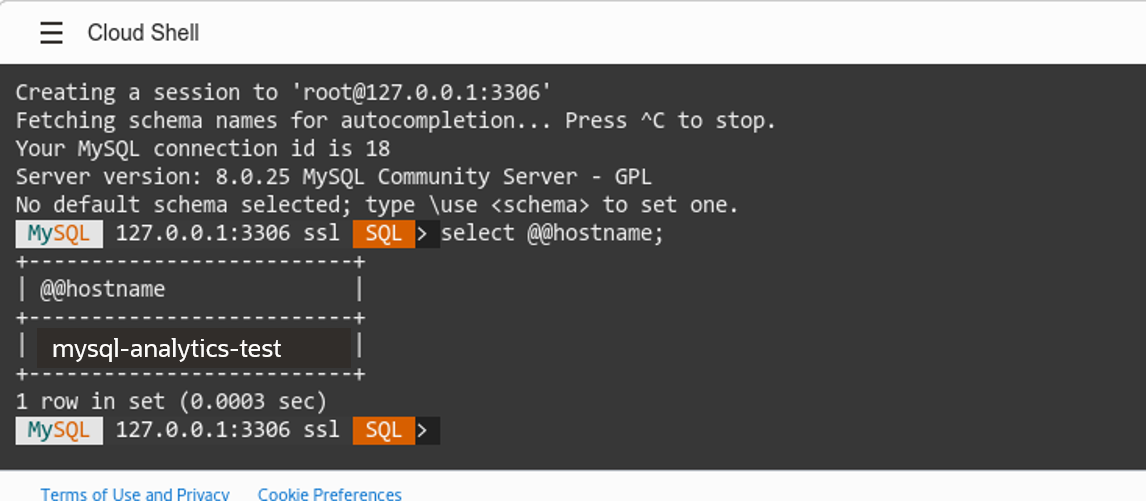 Cloud Shell
Creating a session to 'root@127.0.0.1:3306'
Fetching schema names for autocompletion... Press ^C to stop.
Your MySQL connection id is 18
Server version: 8.0.25 MySQL Community Server - GPL
No default schema selected; type \use <schema> to set one.
MySQL 127.0.0.1:3306 ssl SQL > select @@hostname;
+--------------------------+
| @@hostname |
+--------------------------+
| mysql-analytics-test |
+--------------------------+
1 row in set (0.0003 sec)
MySQL 127.0.0.1:3306 ssl SQL >
Terms of Use and Privacy Cookie Preferences